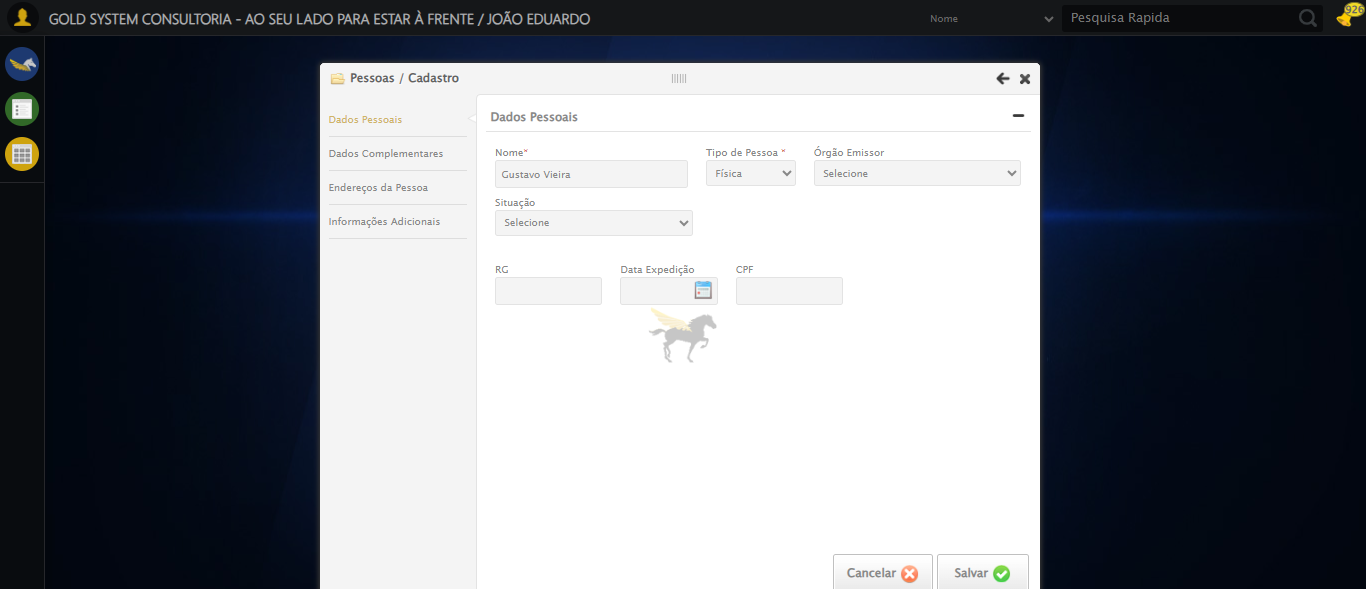 GOLD SYSTEM CONSULTORIA - AO SEU LADO PARA ESTAR À FRENTE / JOÃO EDUARDO
Nome
Pesquisa Rapida
926
Pessoas / Cadastro
Dados Pessoais
Dados Complementares
Endereços da Pessoa
Informações Adicionais
Dados Pessoais
Nome* Tipo de Pessoa * Órgão Emissor
Gustavo Vieira Física Selecione
Situação
Selecione
RG Data Expedição CPF
Cancelar Salvar